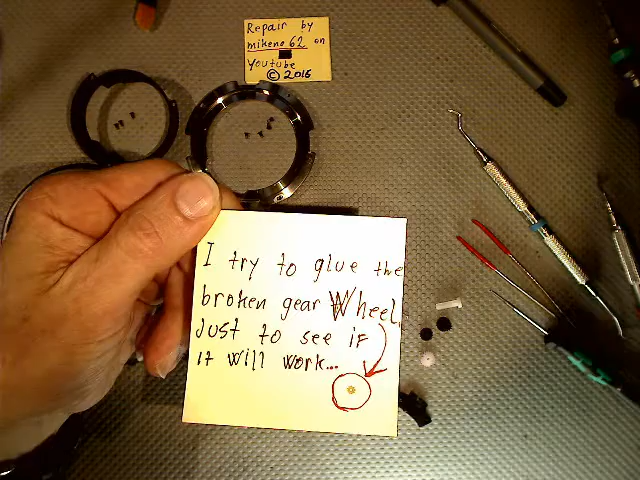 Repair by
mikeno62 on
Youtube
© 2016
I try to glue the
broken gear Wheel
Just to see if
it will work...